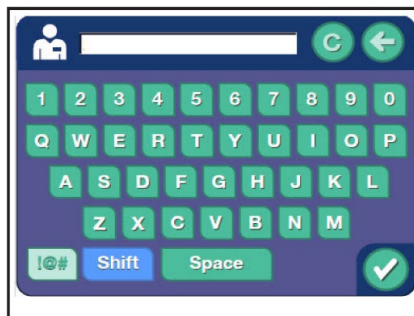 C
1 2 3 4 5 6 7 8 9 0
Q W E R T Y U I O P
A S D F G H J K L
Z X C V B N M
!@# Shift Space